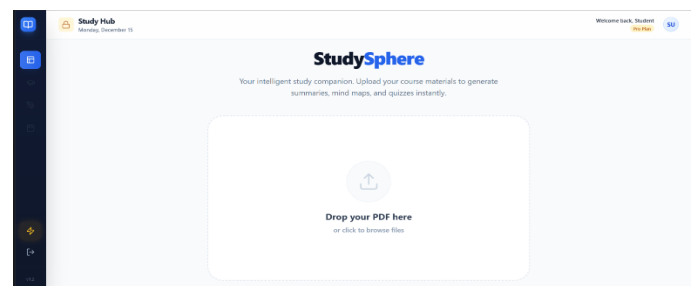 Study Hub
Monday, December 15
Welcome back, Student
Pro Plan
SU
StudySphere
Your intelligent study companion. Upload your course materials to generate
summaries, mind maps, and quizzes instantly.
Drop your PDF here
or click to browse files